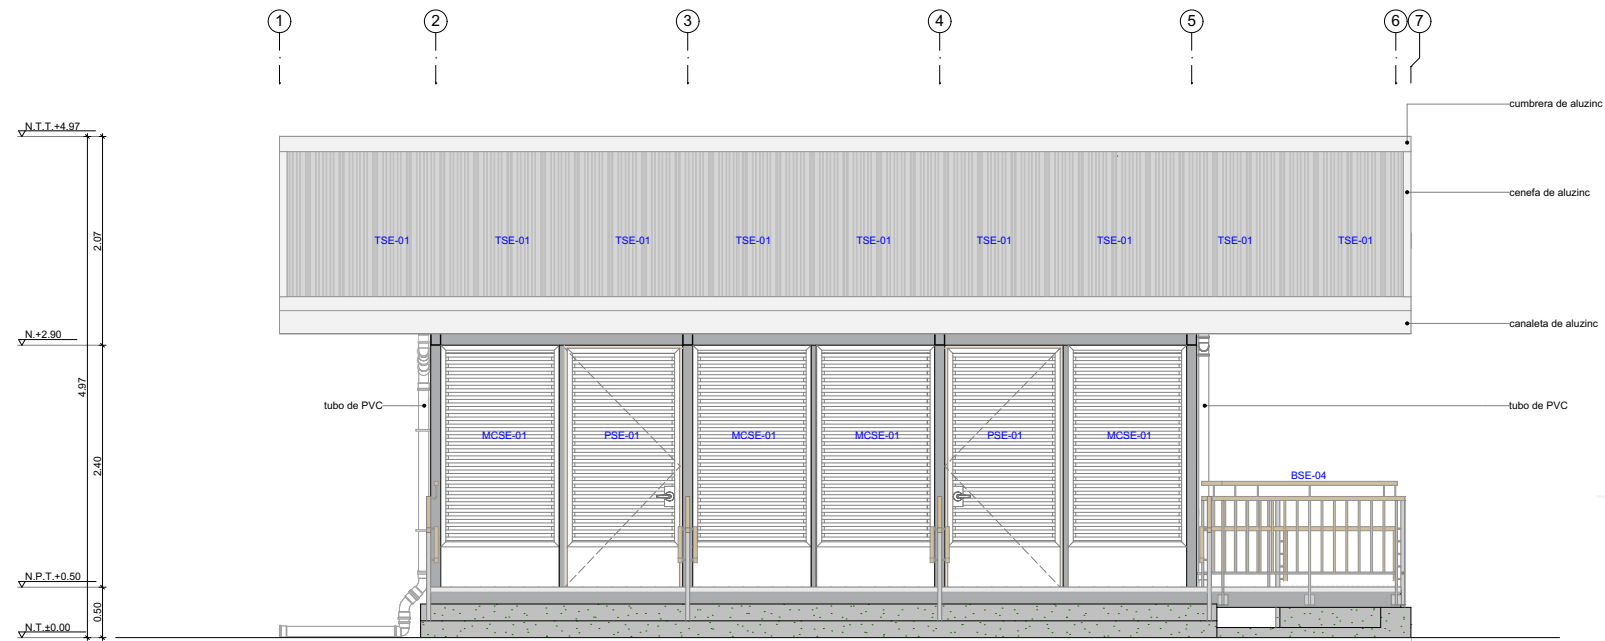 1 2 3 4 5 6 7
cumbrera de aluzinc
N.T.T.+4.97
cenefa de aluzinc
2.07
TSE-01 TSE-01 TSE-01 TSE-01 TSE-01 TSE-01 TSE-01 TSE-01 TSE-01
canaleta de aluzinc
N.+2.90
4.97
tubo de PVC
tubo de PVC
MCSE-01 PSE-01 MCSE-01 MCSE-01 PSE-01 MCSE-01
2.40
BSE-04
N.P.T.+0.50
0.50
N.T.±0.00